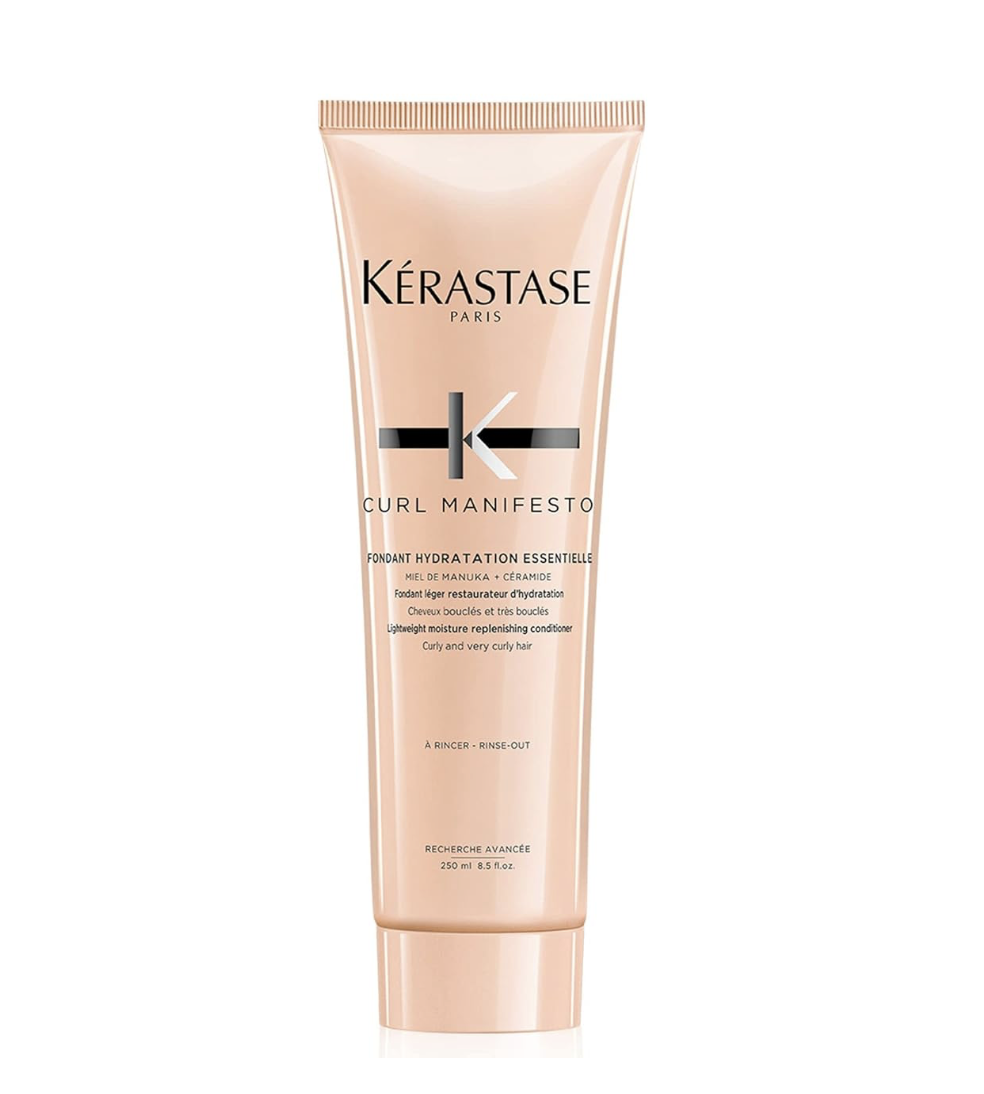 KÉRASTASE
PARIS
K
CURL MANIFESTO
FONDANT HYDRATATION ESSENTIELLE
MIEL DE MANUKA + CÉRAMIDE
Fondant léger restaurateur d'hydratation
Cheveux bouclés et très bouclés
Lightweight moisture replenishing conditioner
Curly and very curly hair
À RINCER - RINSE-OUT
RECHERCHE AVANCÉE
250 ml 8.5 fl.oz.